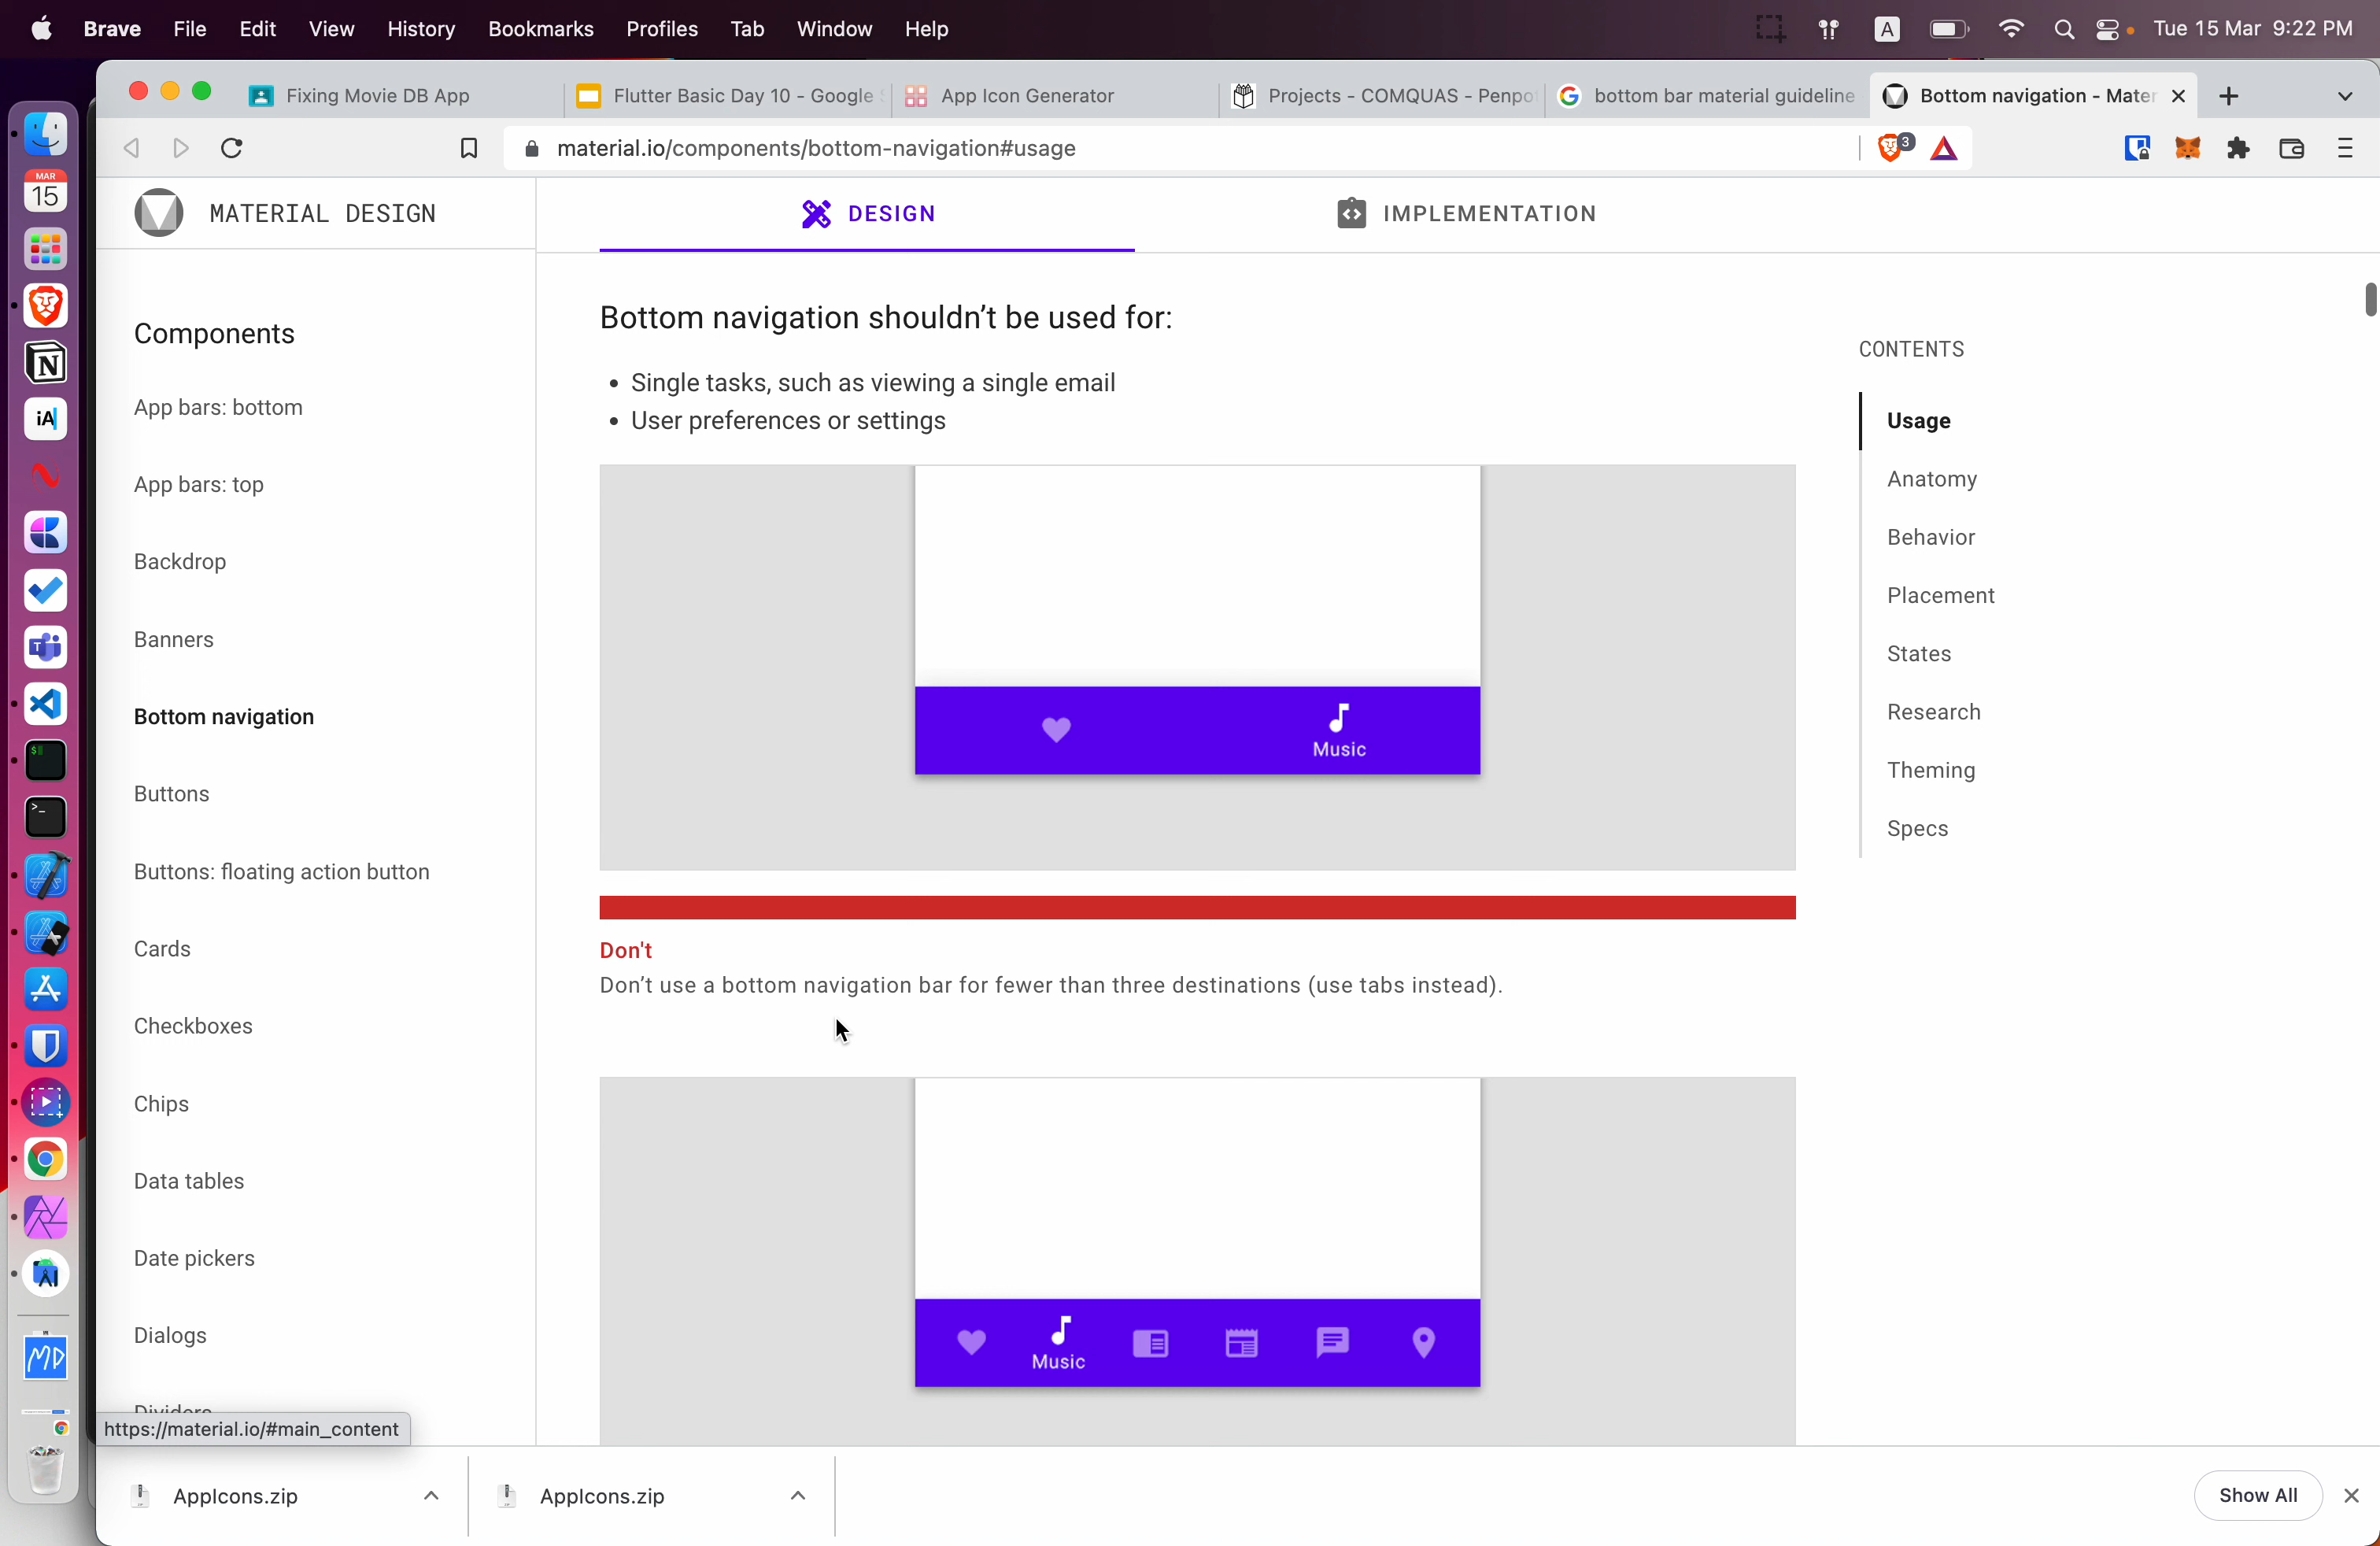 Brave File Edit View History Bookmarks Profiles Tab Window Help
A
Tue 15 Mar 9:22 PM
Fixing Movie DB App
Flutter Basic Day 10 - Google
App Icon Generator
Projects - COMQUAS - Penpo
bottom bar material guideline
Bottom navigation - Mater
material.io/components/bottom-navigation#usage
3
MAR
15
MATERIAL DESIGN
DESIGN
IMPLEMENTATION
Components
App bars: bottom
App bars: top
Backdrop
Banners
Bottom navigation
Buttons
Buttons: floating action button
Cards
Checkboxes
Chips
Data tables
Date pickers
Dialogs
Dividers
https://material.io/#main_content
Bottom navigation shouldn’t be used for:
• Single tasks, such as viewing a single email
• User preferences or settings
Music
Don't
Don’t use a bottom navigation bar for fewer than three destinations (use tabs instead).
Music
CONTENTS
Usage
Anatomy
Behavior
Placement
States
Research
Theming
Specs
iA
T
MD
AppIcons.zip
AppIcons.zip
Show All